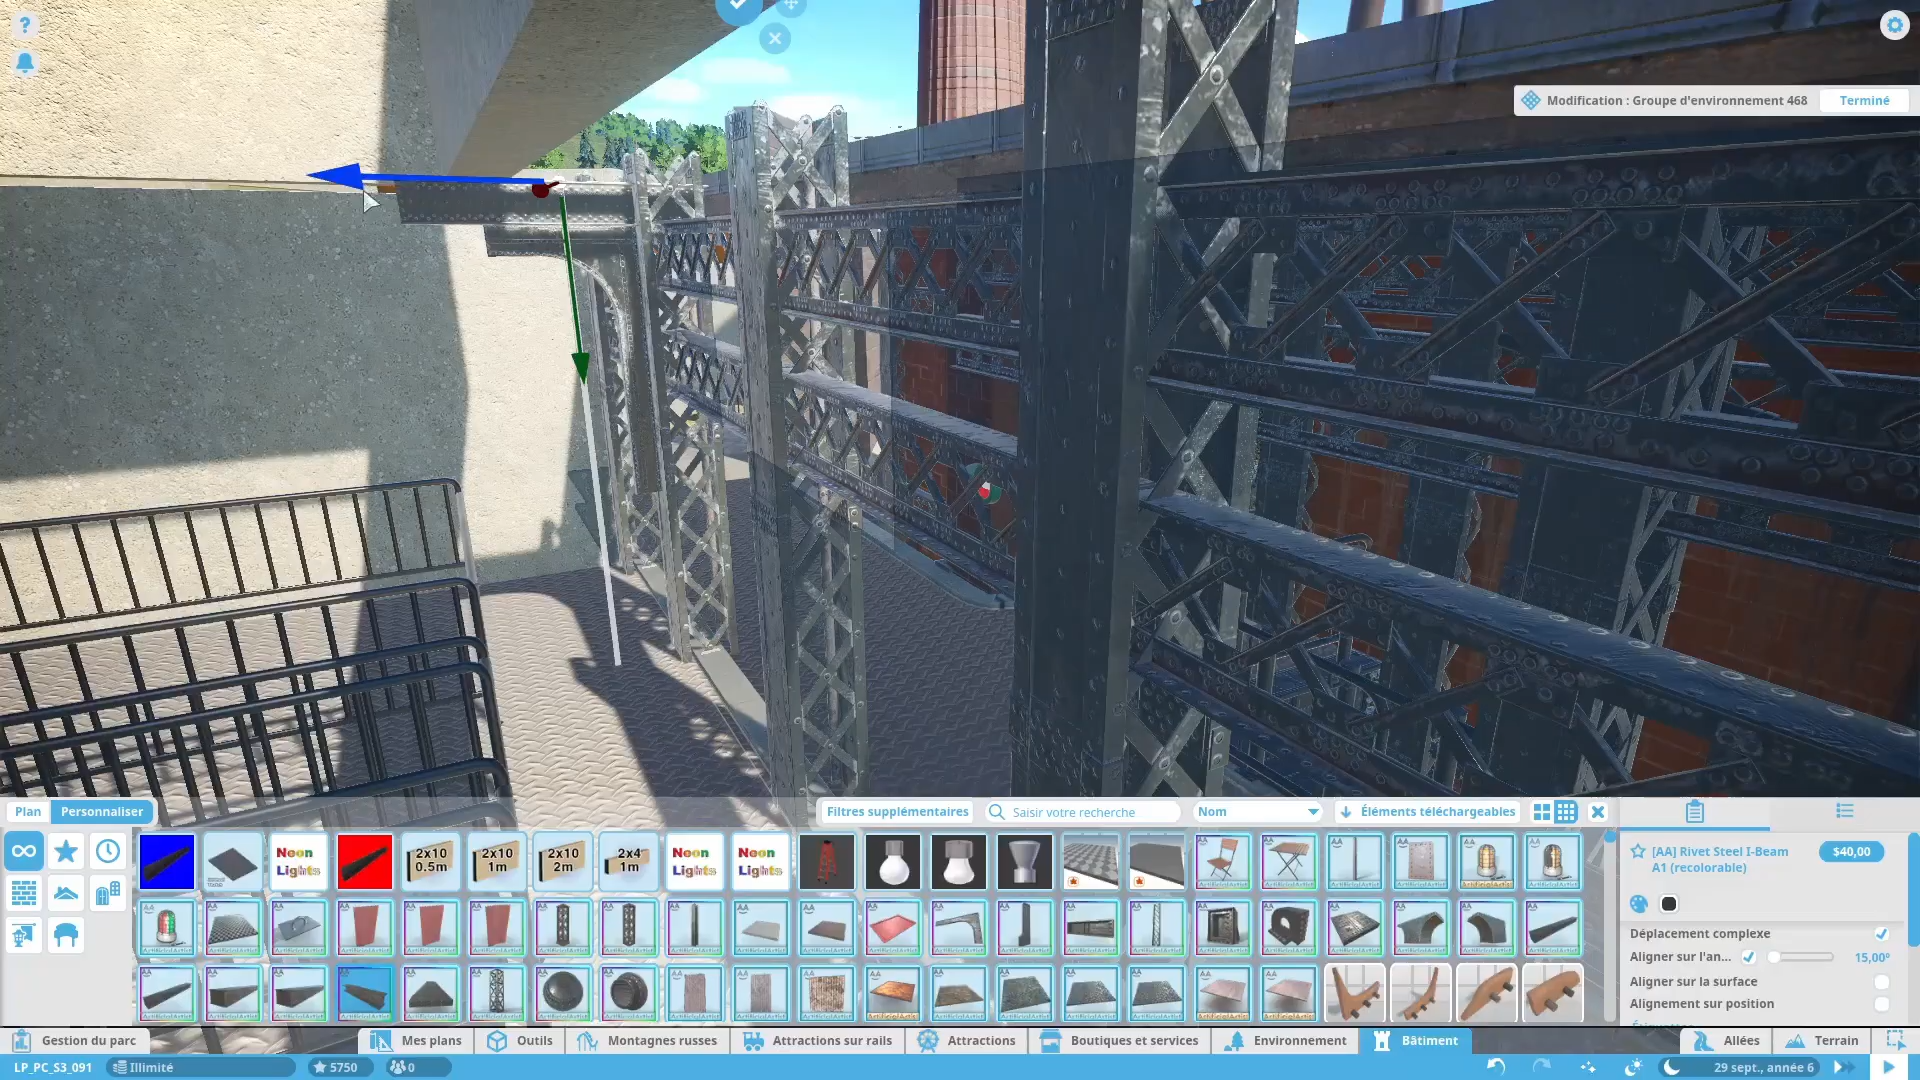 Modification : Groupe d'environnement 468
Terminé
Plan
Personnaliser
Filtres supplémentaires
Saisir votre recherche
Nom
Éléments téléchargeables
Neon Lights
2x10 0.5m
2x10 1m
2x10 2m
2x4 1m
Neon Lights
Neon Lights
[AA] Rivet Steel I-Beam A1 (recolorable)
$40,00
Déplacement complexe
Aligner sur l'an...
15,00°
Aligner sur la surface
Alignement sur position
Gestion du parc
Mes plans
Outils
Montagnes russes
Attractions sur rails
Attractions
Boutiques et services
Environnement
Bâtiment
Allées
Terrain
LP_PC_S3_091
Illimité
5750
0
29 sept., année 6